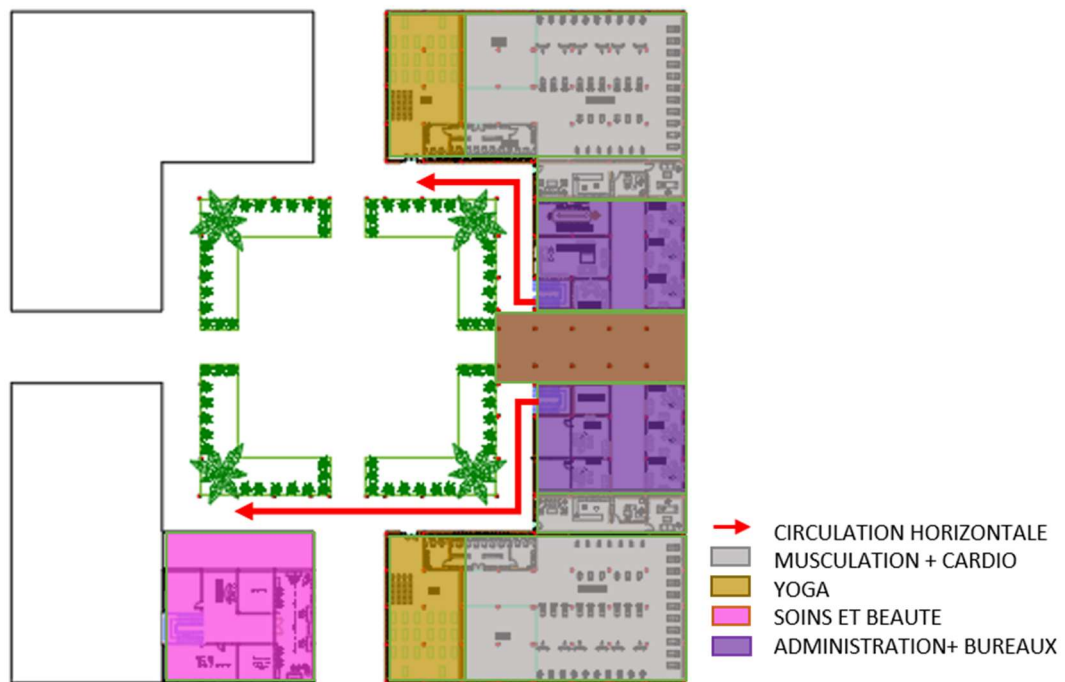 CIRCULATION HORIZONTALE
MUSCULATION + CARDIO
YOGA
SOINS ET BEAUTE
ADMINISTRATION+ BUREAUX